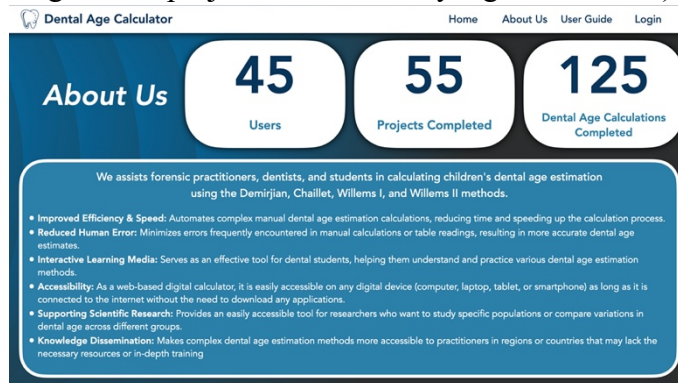 Dental Age Calculator Home About Us User Guide Login
About Us
45
Users
55
Projects Completed
125
Dental Age Calculations
Completed
We assists forensic practitioners, dentists, and students in calculating children's dental age estimation
using the Demirjian, Chaillet, Willems I, and Willems II methods.
• Improved Efficiency & Speed: Automates complex manual dental age estimation calculations, reducing time and speeding up the calculation process.
• Reduced Human Error: Minimizes errors frequently encountered in manual calculations or table readings, resulting in more accurate dental age
estimates.
• Interactive Learning Media: Serves as an effective tool for dental students, helping them understand and practice various dental age estimation
methods.
• Accessibility: As a web-based digital calculator, it is easily accessible on any digital device (computer, laptop, tablet, or smartphone) as long as it is
connected to the internet without the need to download any applications.
• Supporting Scientific Research: Provides an easily accessible tool for researchers who want to study specific populations or compare variations in
dental age across different groups.
• Knowledge Dissemination: Makes complex dental age estimation methods more accessible to practitioners in regions or countries that may lack the
necessary resources or in-depth training